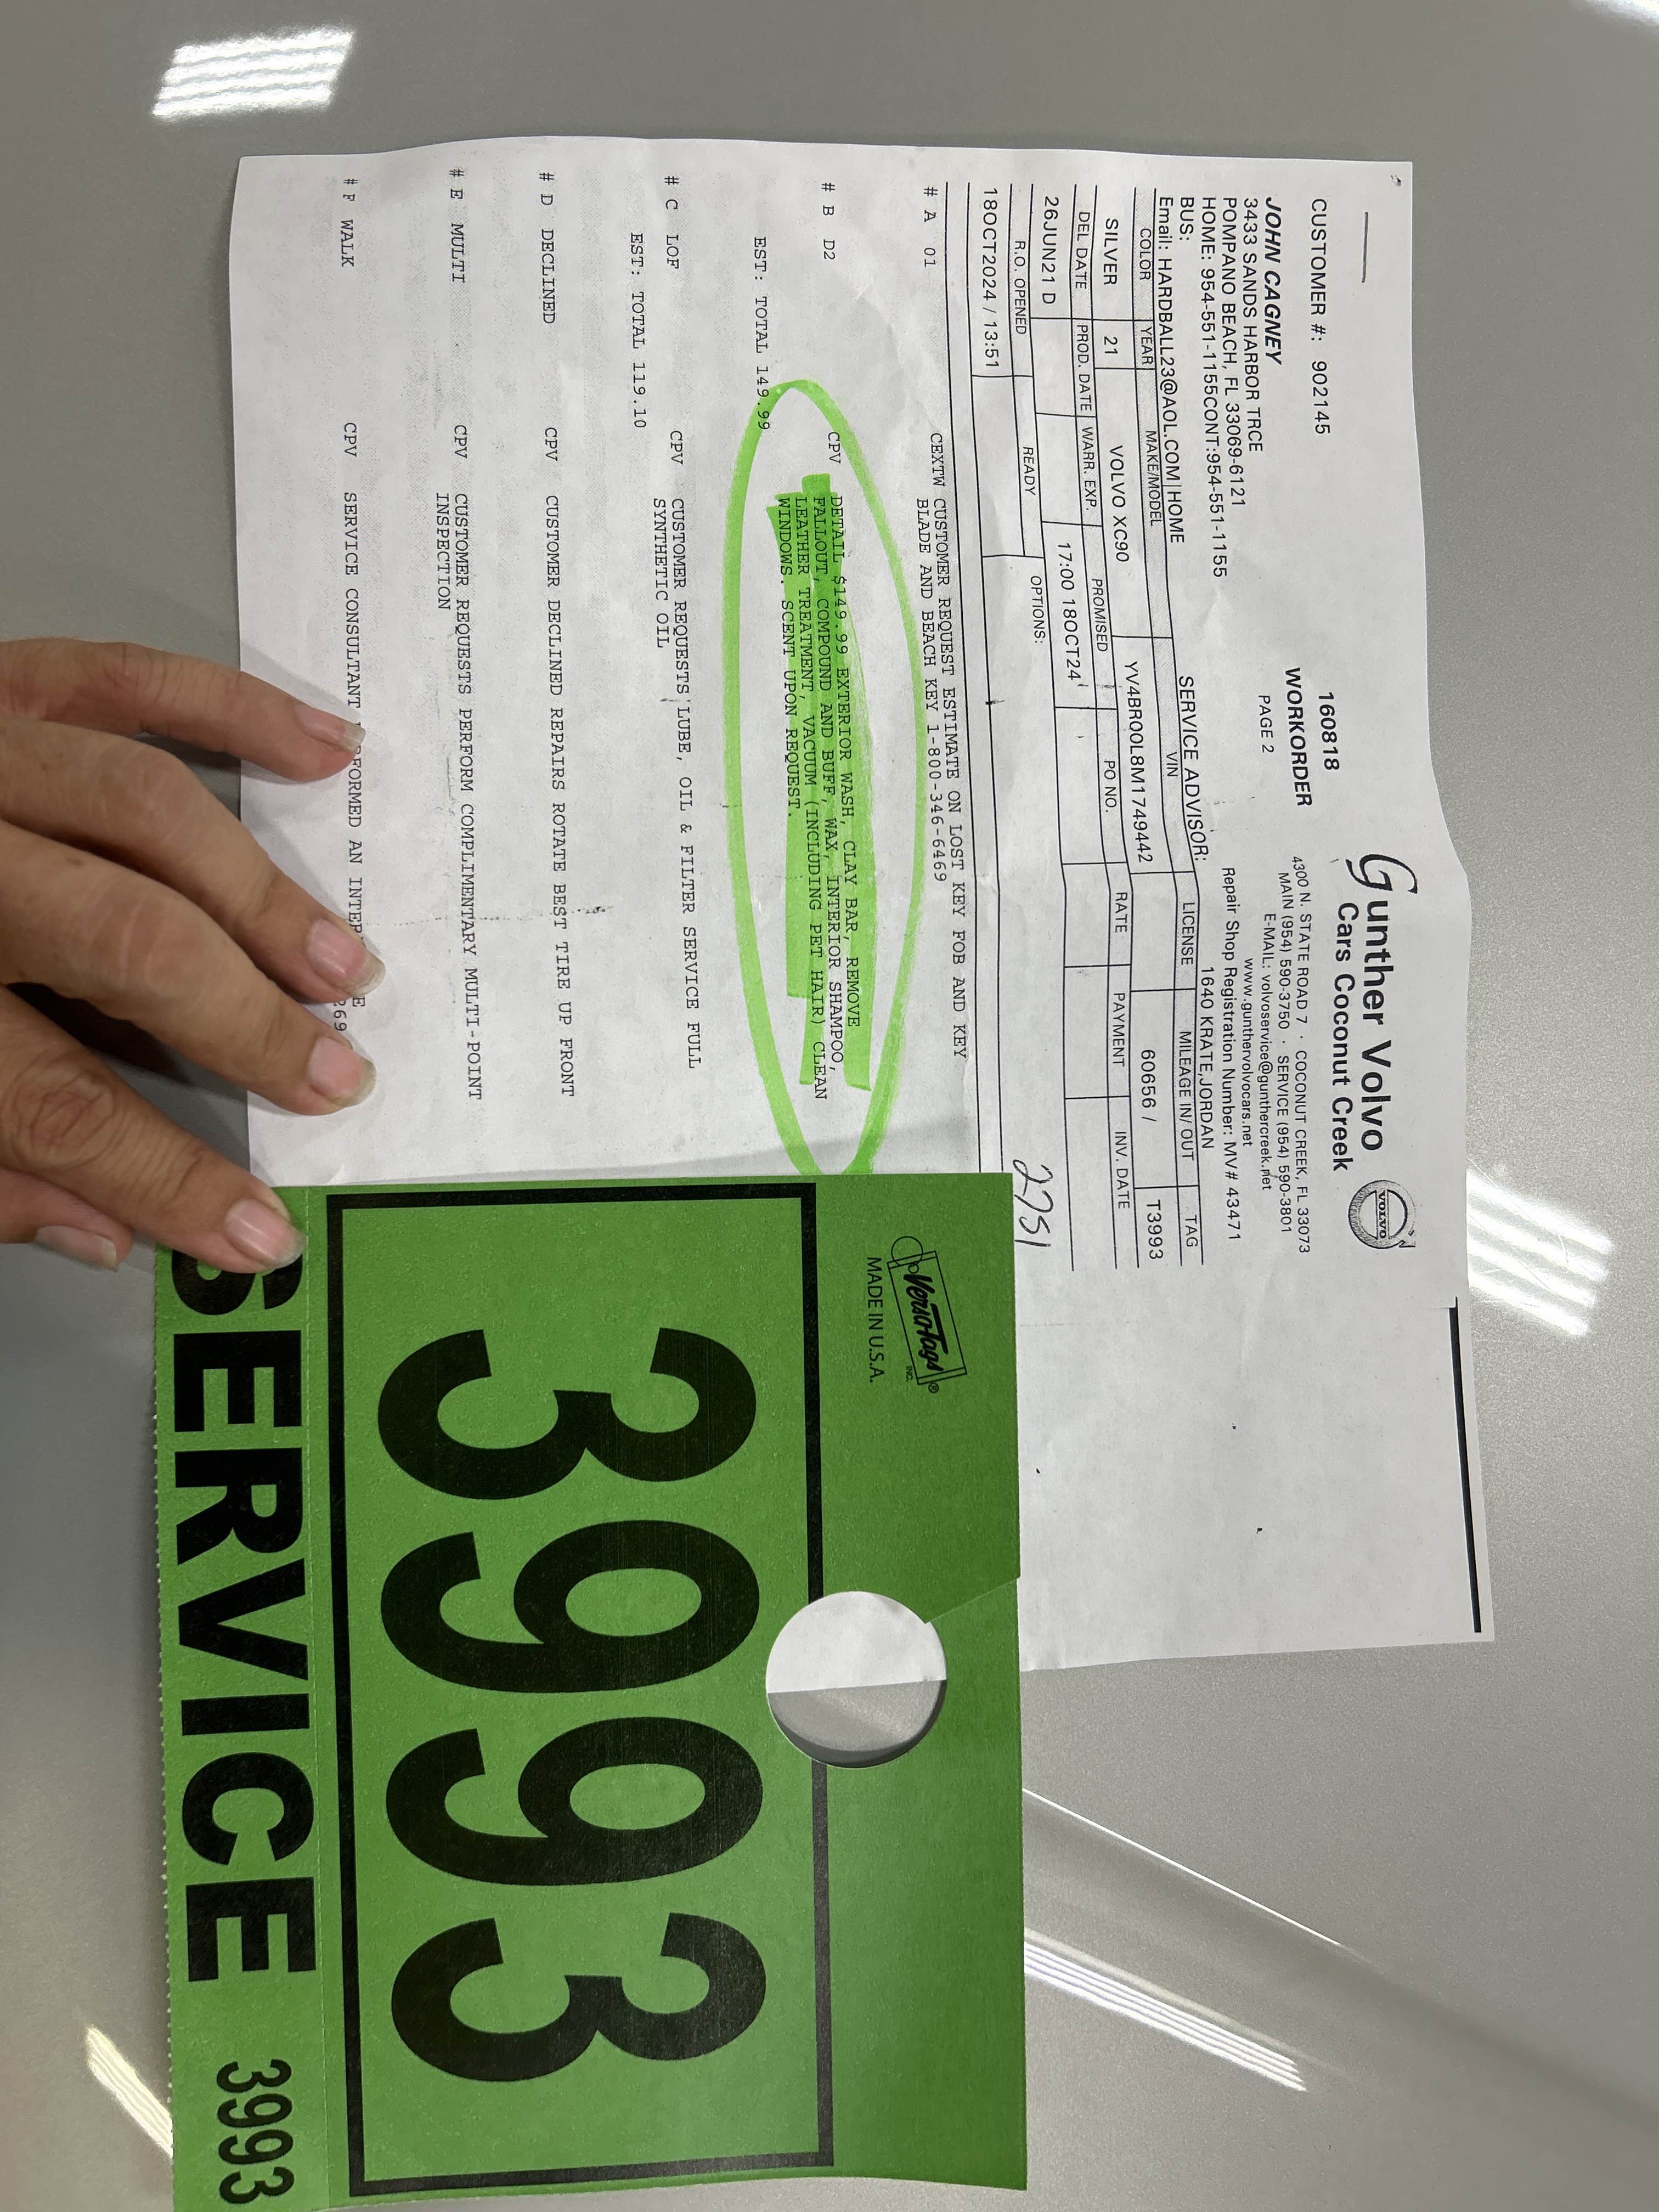 CUSTOMER #: 902145
160818
WORKORDER
PAGE 2
Gunther Volvo
Cars Coconut Creek
VOLVO
4300 N. STATE ROAD 7 · COCONUT CREEK, FL 33073
MAIN (954) 590-3750 · SERVICE (954) 590-3801
E-MAIL: volvoservice@gunthercreek.net
www.gunthervolvocars.net
Repair Shop Registration Number: MV# 43471
JOHN CAGNEY
3433 SANDS HARBOR TRCE
POMPANO BEACH, FL 33069-6121
HOME: 954-551-1155CONT:954-551-1155
BUS:
Email: HARDBALL23@AOL.COM|HOME
SERVICE ADVISOR: 1640 KRATE,JORDAN
COLOR YEAR MAKE/MODEL VIN LICENSE MILEAGE IN/ OUT TAG
SILVER 21 VOLVO XC90 YV4BR00L8M1749442 60656 / T3993
DEL DATE PROD. DATE WARR. EXP. PROMISED PO NO. RATE PAYMENT INV. DATE
26JUN21 D 17:00 18OCT24
R.O. OPENED READY OPTIONS:
18OCT2024 / 13:51
2751
# A 01 CEXTW CUSTOMER REQUEST ESTIMATE ON LOST KEY FOB AND KEY
BLADE AND BEACH KEY 1-800-346-6469
# B D2 CPV DETAIL $149.99 EXTERIOR WASH, CLAY BAR, REMOVE
FALLOUT, COMPOUND AND BUFF, WAX, INTERIOR SHAMPOO,
LEATHER TREATMENT, VACUUM (INCLUDING PET HAIR) CLEAN
WINDOWS. SCENT UPON REQUEST.
EST: TOTAL 149.99
# C LOF CPV CUSTOMER REQUESTS LUBE, OIL & FILTER SERVICE FULL
SYNTHETIC OIL
EST: TOTAL 119.10
# D DECLINED CPV CUSTOMER DECLINED REPAIRS ROTATE BEST TIRE UP FRONT
# E MULTI CPV CUSTOMER REQUESTS PERFORM COMPLIMENTARY MULTI-POINT
INSPECTION
# F WALK CPV SERVICE CONSULTANT AN
269
VersaTags® INC.
MADE IN U.S.A.
3993
SERVICE 3993